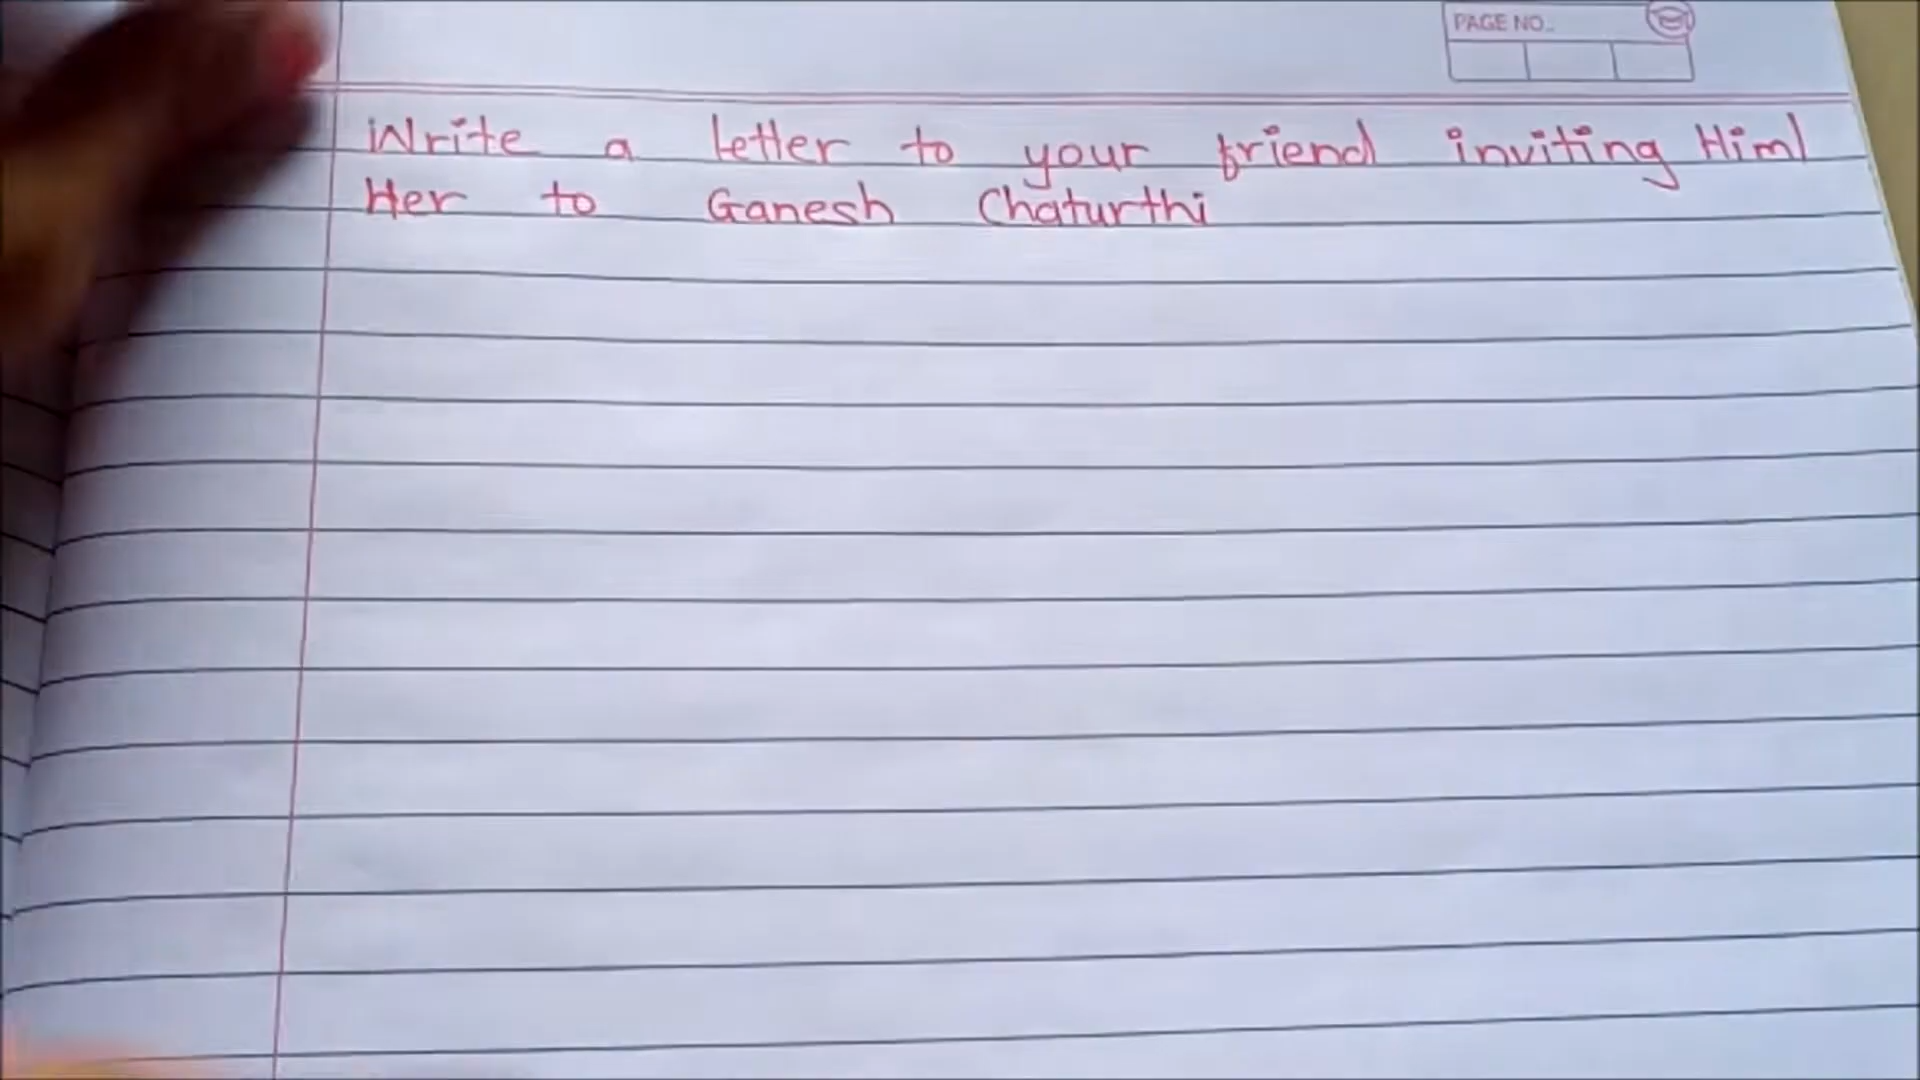 PAGE NO.
Write a letter to your friend inviting Him/
Her to Ganesh Chaturthi